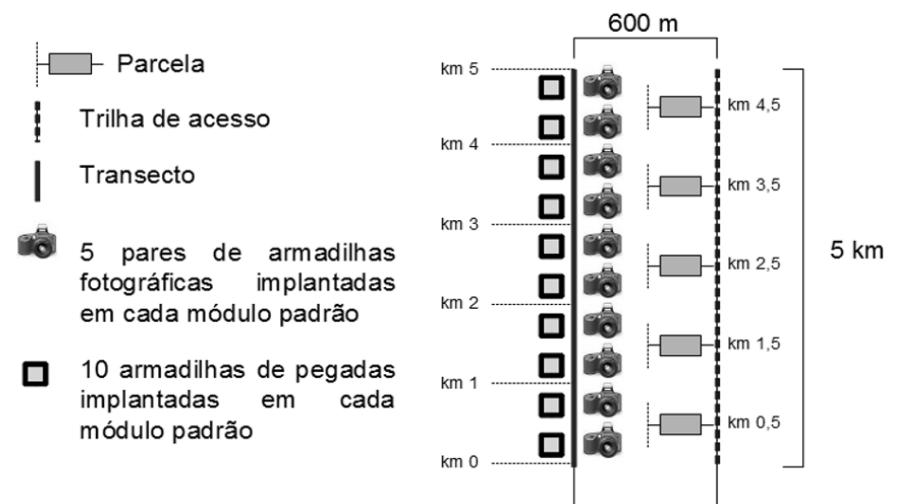 Parcela
Trilha de acesso
Transecto
5 pares de armadilhas
fotográficas implantadas
em cada módulo padrão
10 armadilhas de pegadas
implantadas em cada
módulo padrão
600 m
km 5
km 4,5
km 4
km 3,5
km 3
km 2,5
km 2
km 1,5
km 1
km 0,5
km 0
5 km